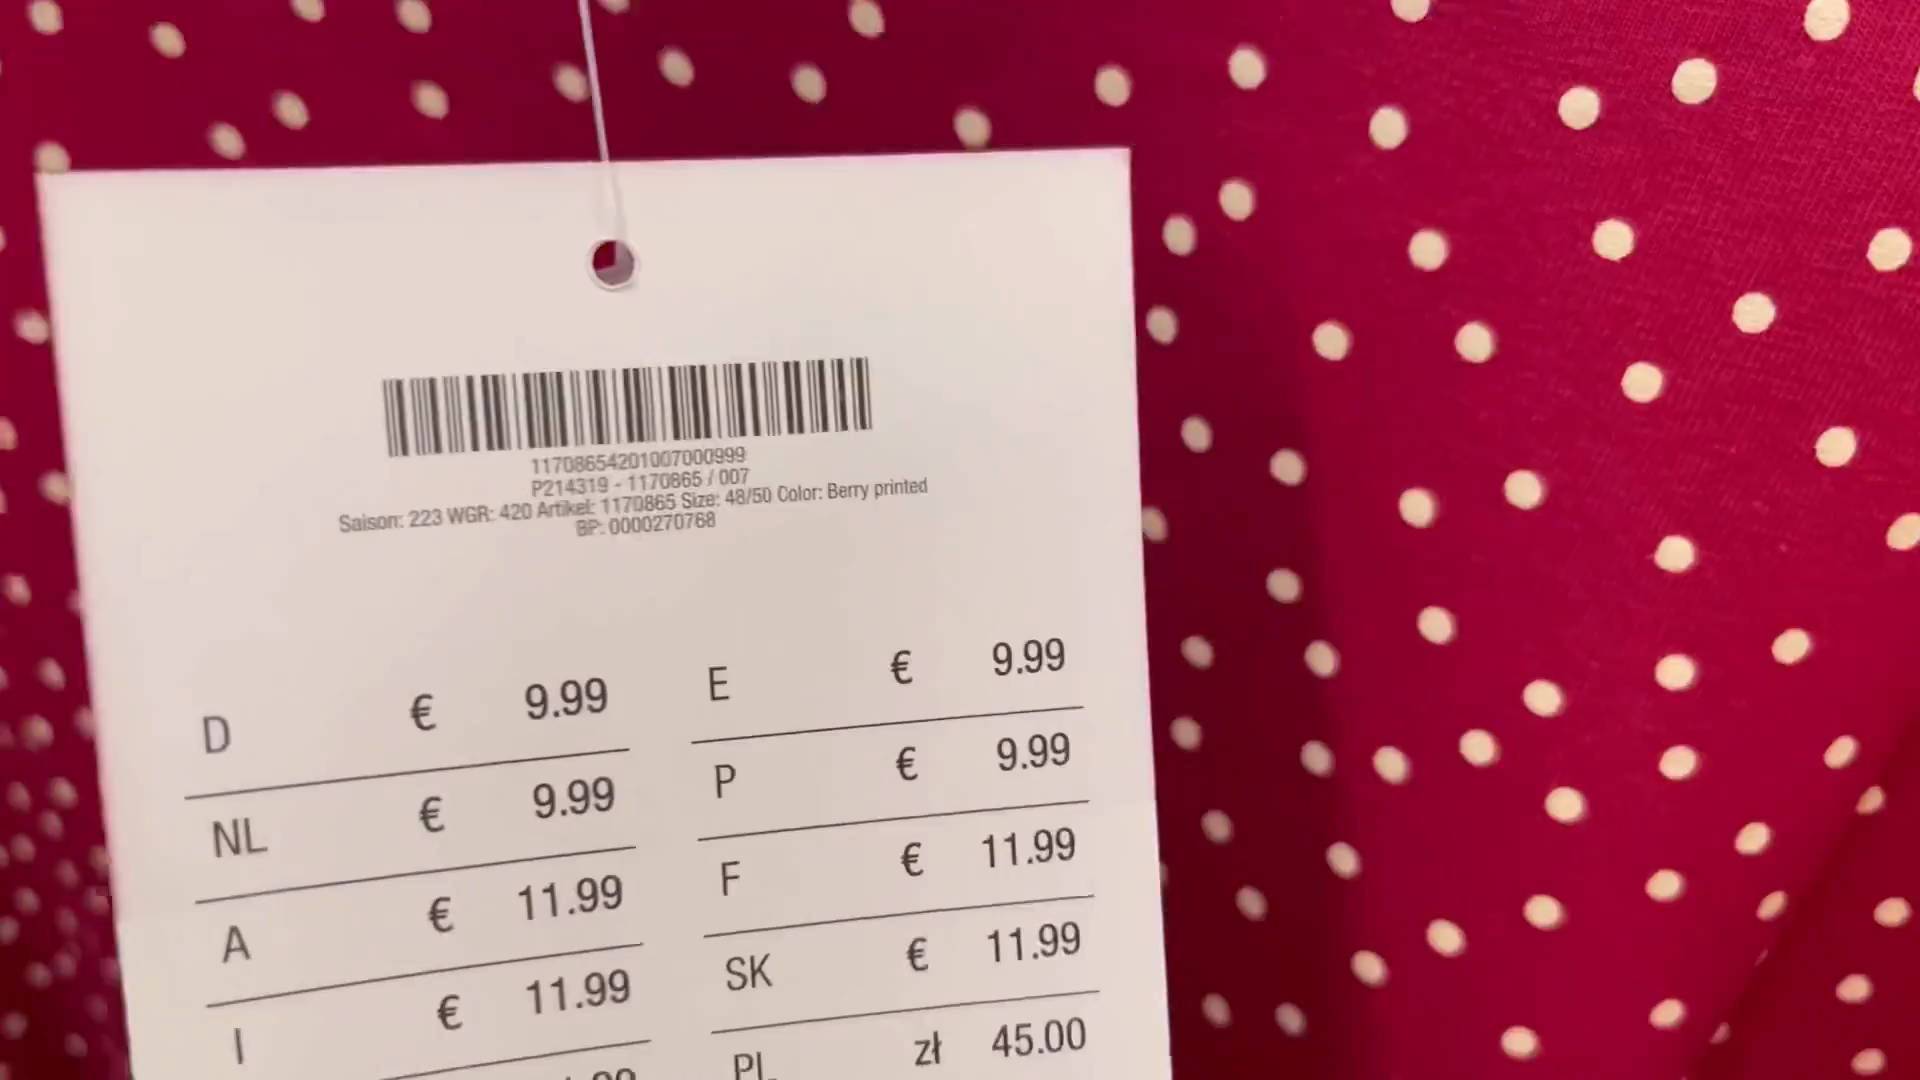 11708654201007000999
P214319 - 1170865 / 007
Saison: 223 WGR: 420 Artikel: 1170865 Size: 48/50 Color: Berry printed
BP: 0000270768
D € 9.99
NL € 9.99
A € 11.99
I € 11.99
E € 9.99
P € 9.99
F € 11.99
SK € 11.99
PL zł 45.00